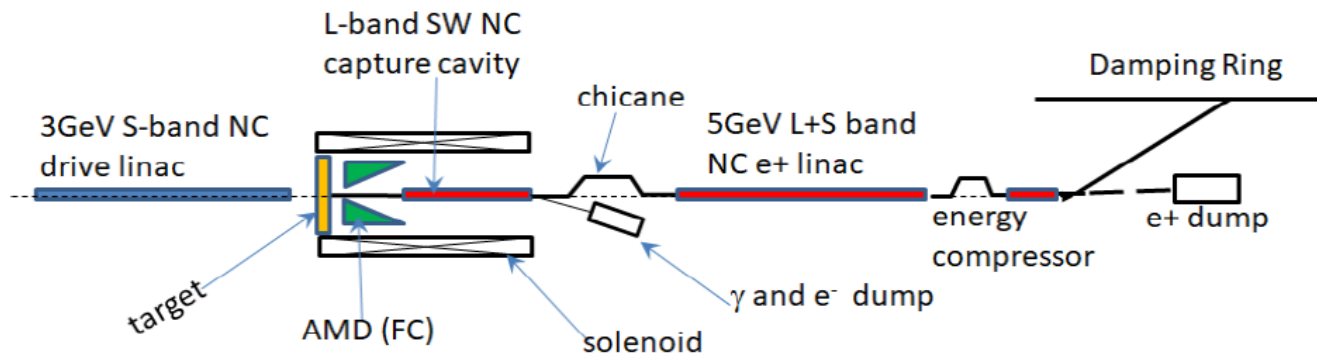 L-band SW NC
capture cavity
Damping Ring
chicane
3GeV S-band NC
drive linac
5GeV L+S band
NC e+ linac
energy
compressor
e+ dump
target
γ and e⁻ dump
AMD (FC)
solenoid